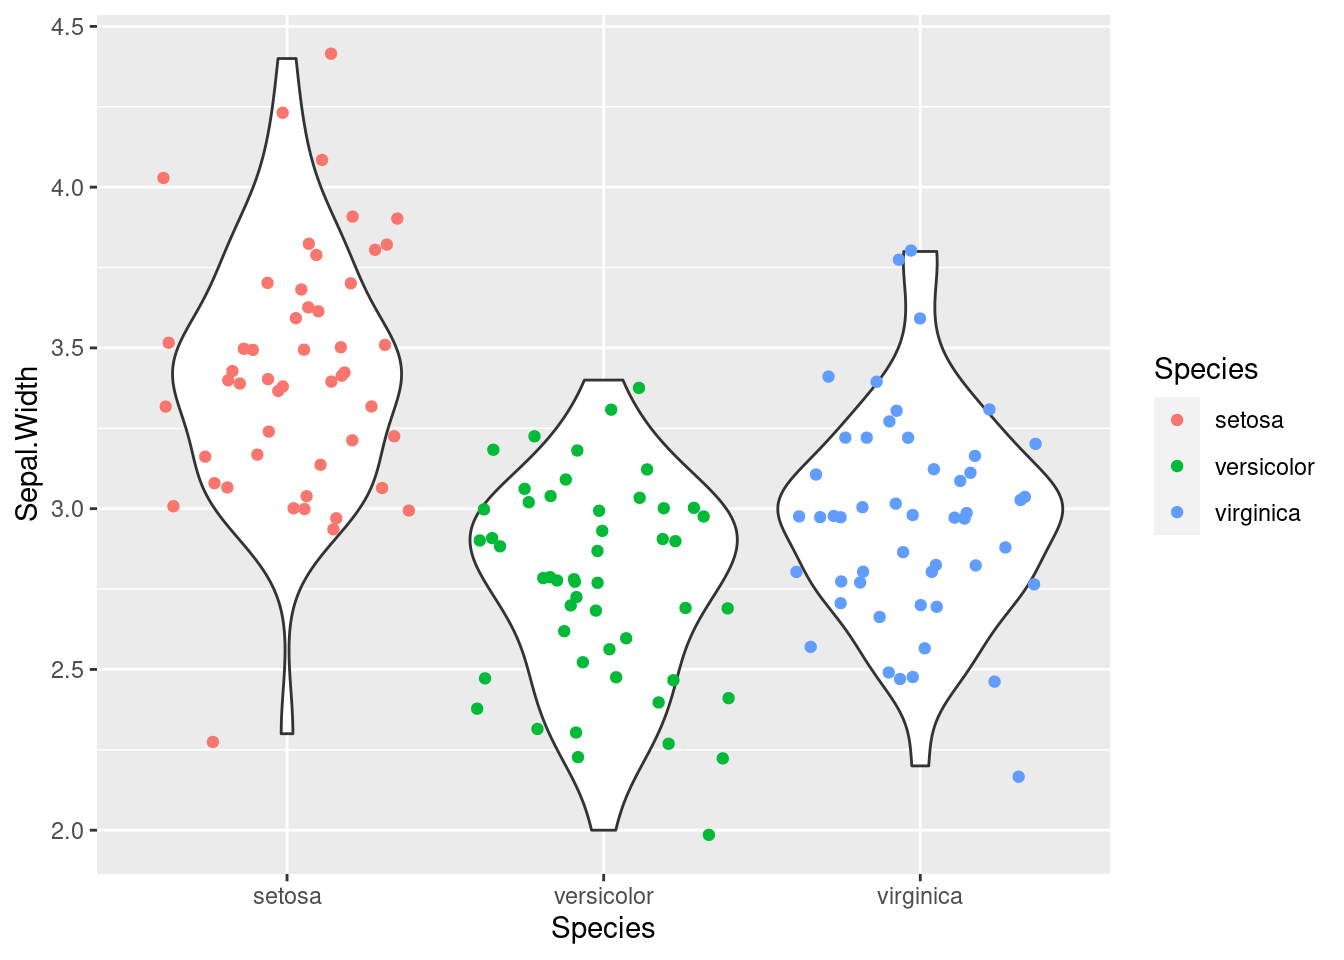 4.5
4.0
3.5
3.0
2.5
2.0
Sepal.Width
setosa
versicolor
virginica
Species
Species
setosa
versicolor
virginica